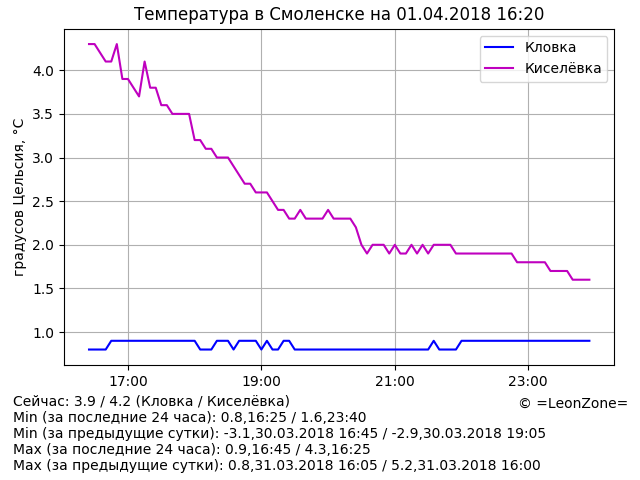 Температура в Смоленске на 01.04.2018 16:20
Кловка
Киселёвка
градусов Цельсия, °C
4.0
3.5
3.0
2.5
2.0
1.5
1.0
17:00
19:00
21:00
23:00
Сейчас: 3.9 / 4.2 (Кловка / Киселёвка)
© =LeonZone=
Min (за последние 24 часа): 0.8,16:25 / 1.6,23:40
Min (за предыдущие сутки): -3.1,30.03.2018 16:45 / -2.9,30.03.2018 19:05
Max (за последние 24 часа): 0.9,16:45 / 4.3,16:25
Max (за предыдущие сутки): 0.8,31.03.2018 16:05 / 5.2,31.03.2018 16:00